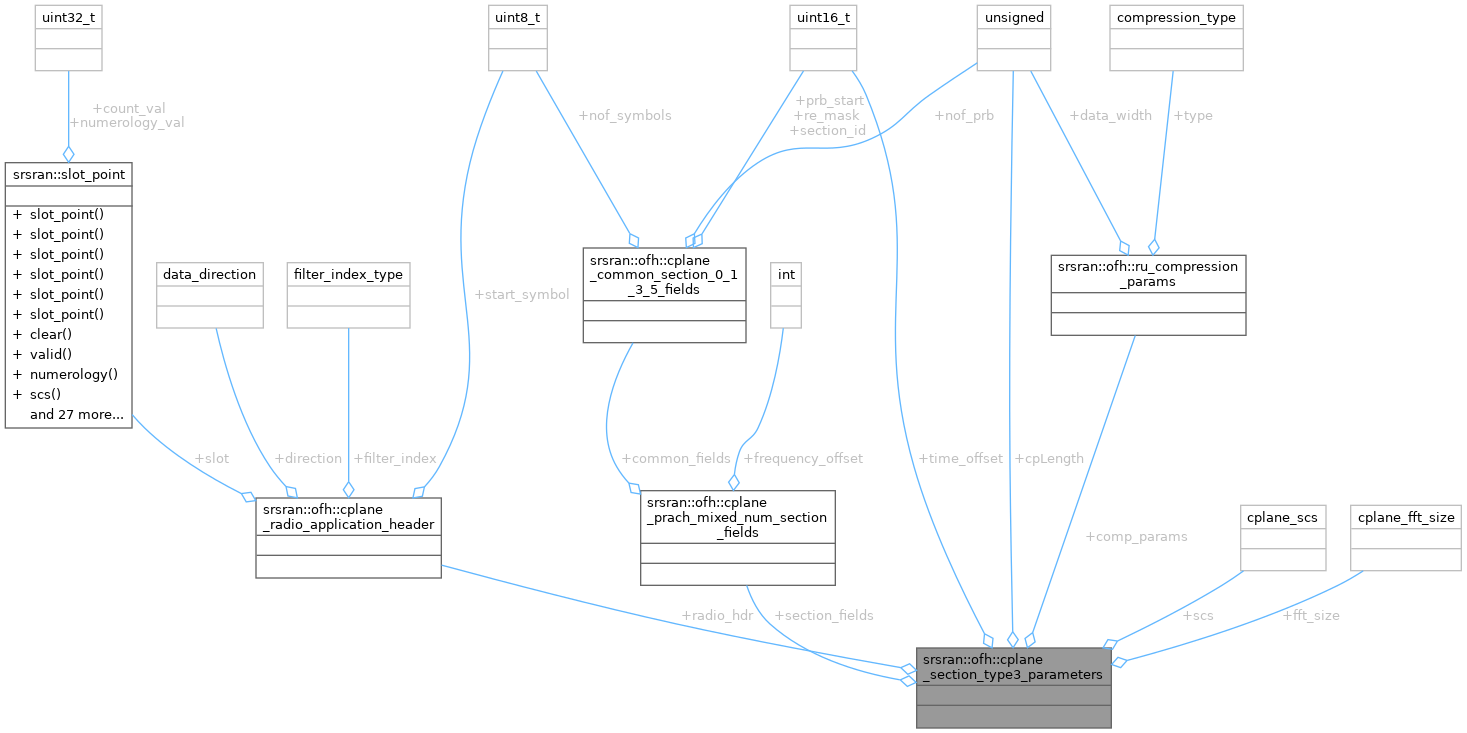 uint32_t
uint8_t
uint16_t
unsigned
compression_type
+count_val
+numerology_val
+nof_symbols
+prb_start
+re_mask
+section_id
+nof_prb
+data_width
+type
srsran::slot_point
+ slot_point()
+ slot_point()
+ slot_point()
+ slot_point()
+ slot_point()
+ slot_point()
+ clear()
+ valid()
+ numerology()
+ scs()
and 27 more...
data_direction
filter_index_type
+start_symbol
srsran::ofh::cplane
_common_section_0_1
_3_5_fields
int
srsran::ofh::ru_compression
_params
+slot
+direction
+filter_index
+common_fields
+frequency_offset
+time_offset
+cpLength
srsran::ofh::cplane
_radio_application_header
srsran::ofh::cplane
_prach_mixed_num_section
_fields
+comp_params
cplane_scs
cplane_fft_size
+radio_hdr
+section_fields
+scs
+fft_size
srsran::ofh::cplane
_section_type3_parameters